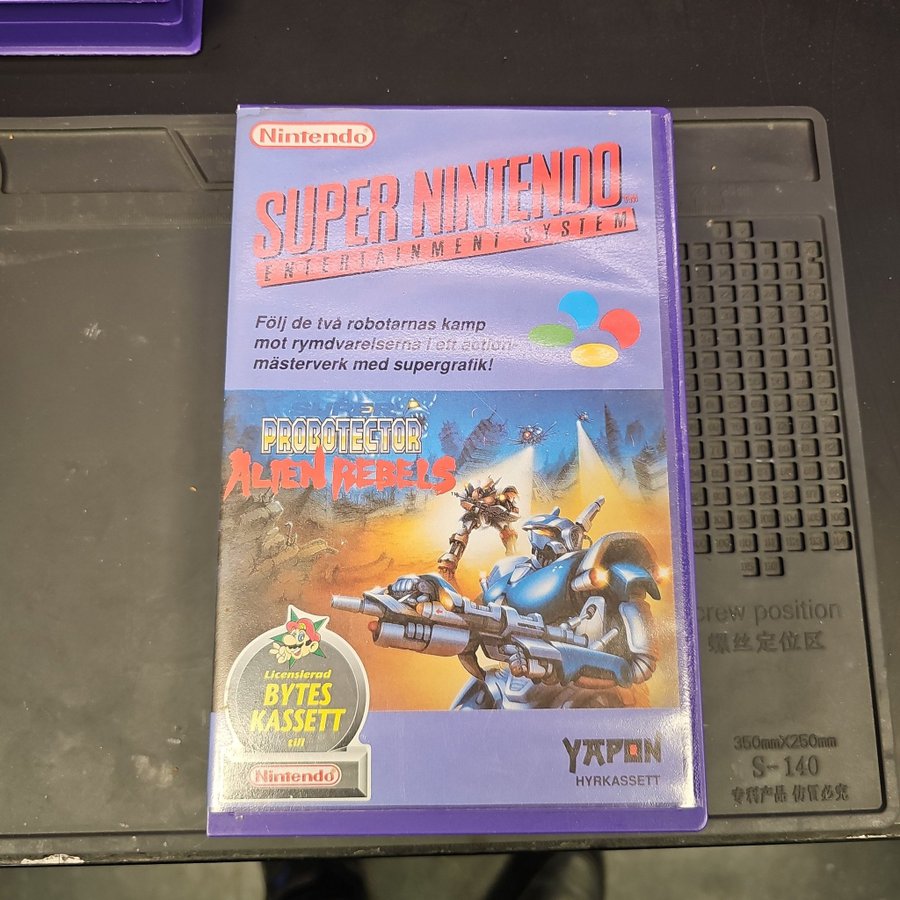 Nintendo®
SUPER NINTENDO
ENTERTAINMENT SYSTEM
Följ de två robotarnas kamp
mot rymdvarelserna i ett action-
mästerverk med supergrafik!
SUPER
PROBOTECTOR
ALIEN REBELS
Licensierad
BYTES
KASSETT
till
Nintendo®
YAPON
HYRKASSETT
crew position
螺丝定位区
350mmX250mm
S-140
专利产品 仿冒必究